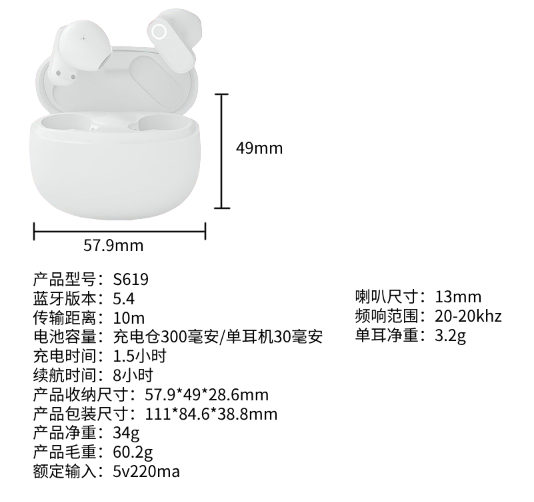 49mm
57.9mm
产品型号：S619
蓝牙版本：5.4
传输距离：10m
电池容量：充电仓300毫安/单耳机30毫安
充电时间：1.5小时
续航时间：8小时
产品收纳尺寸：57.9*49*28.6mm
产品包装尺寸：111*84.6*38.8mm
产品净重：34g
产品毛重：60.2g
额定输入：5v220ma
喇叭尺寸：13mm
频响范围：20-20khz
单耳净重：3.2g